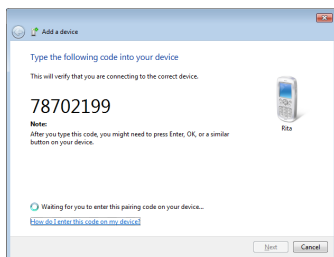 Add a device
Type the following code into your device
This will verify that you are connecting to the correct device.
78702199
Note:
After you type this code, you might need to press Enter, OK, or a similar
button on your device.
Rita
Waiting for you to enter this pairing code on your device...
How do I enter this code on my device?
Next Cancel